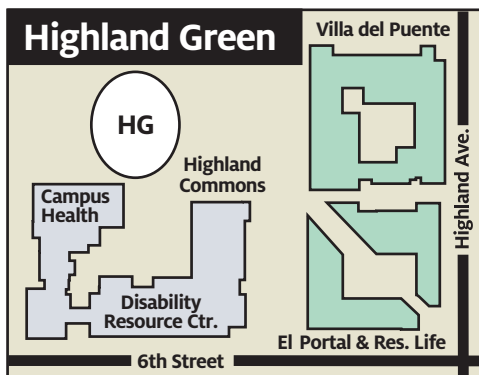 Highland Green
Villa del Puente
HG
Highland
Commons
Campus
Health
Highland Ave.
Disability
Resource Ctr.
El Portal & Res. Life
6th Street